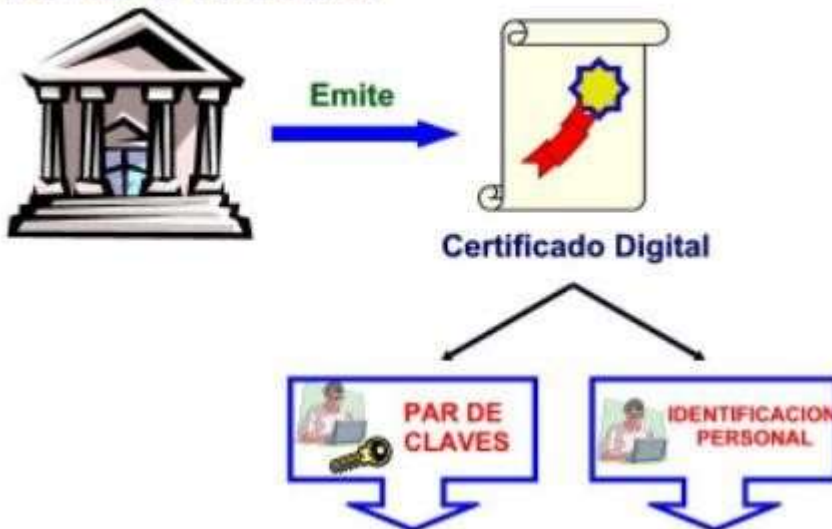 Emite
Certificado Digital
PAR DE
CLAVES
IDENTIFICACION
PERSONAL